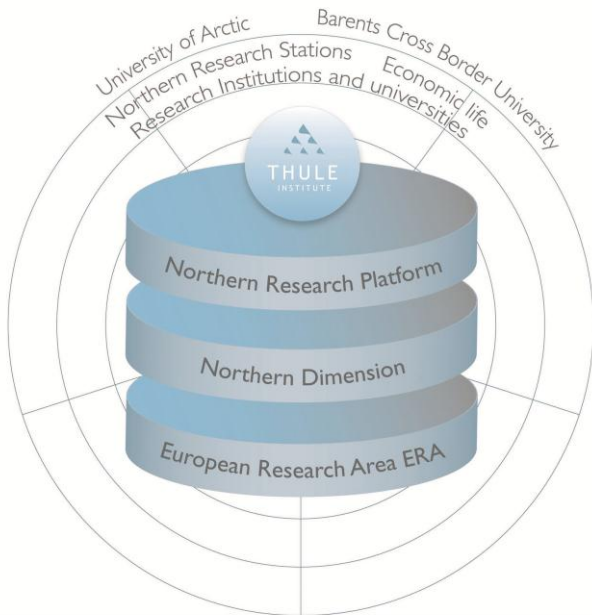 University of Arctic
Barents Cross Border University
Northern Research Stations
Economic life
Research Institutions and universities
THULE
INSTITUTE
Northern Research Platform
Northern Dimension
European Research Area ERA